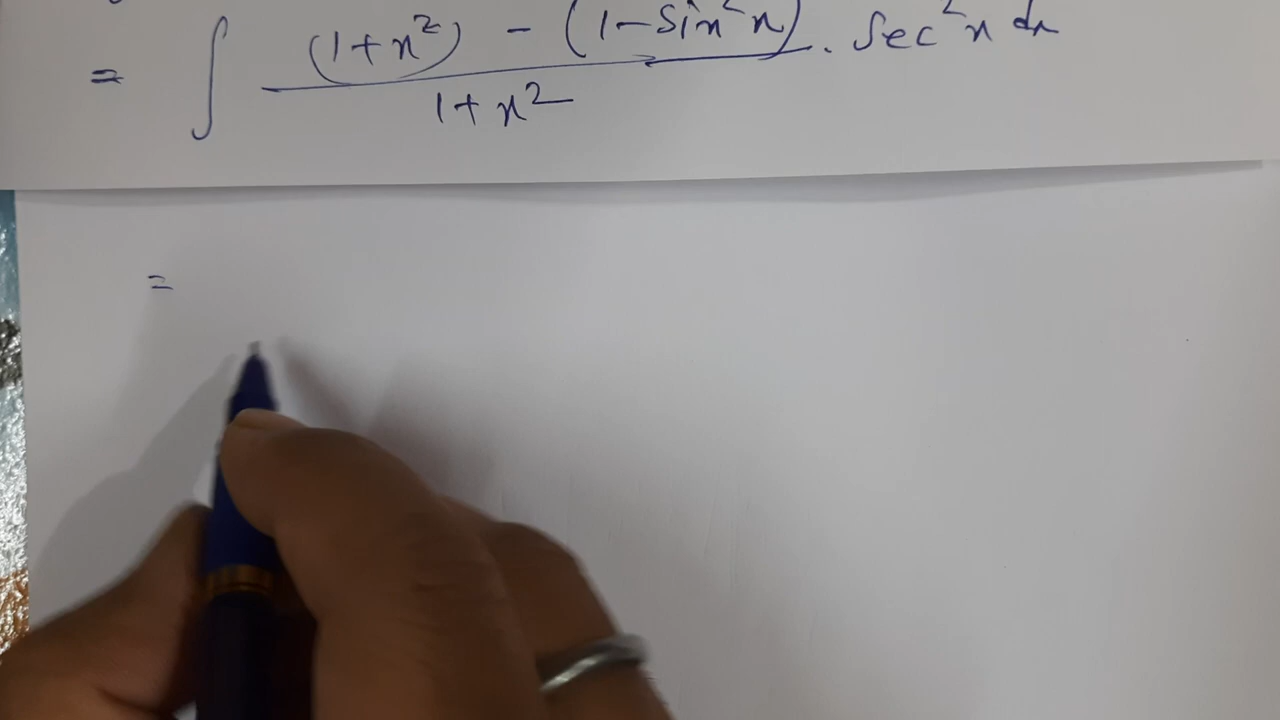 = ∫ (1+x²) - (1-sin²x) / 1+x² . sec²x dx
=